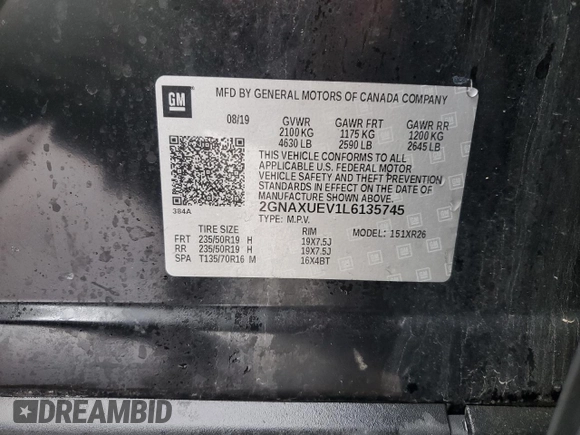 GM
MFD BY GENERAL MOTORS OF CANADA COMPANY
08/19 GVWR GAWR FRT GAWR RR
2100 KG 1175 KG 1200 KG
4630 LB 2590 LB 2645 LB
THIS VEHICLE CONFORMS TO ALL
APPLICABLE U.S. FEDERAL MOTOR
VEHICLE SAFETY AND THEFT PREVENTION
STANDARDS IN EFFECT ON THE DATE OF
MANUFACTURE SHOWN ABOVE.
384A 2GNAXUEV1L6135745
TYPE: M.P.V. MODEL: 151XR26
TIRE SIZE RIM
FRT 235/50R19 H 19X7.5J
RR 235/50R19 H 19X7.5J
SPA T135/70R16 M 16X4BT
DREAMBID